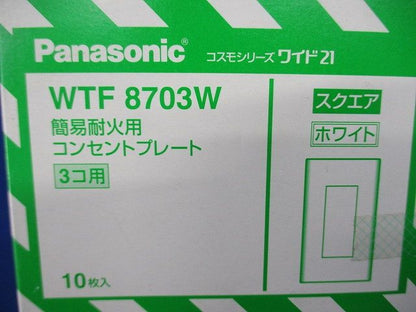 Panasonic® コスモシリーズ ワイド21
WTF 8703W
簡易耐火用
コンセントプレート
3コ用
10枚入
スクエア
ホワイト